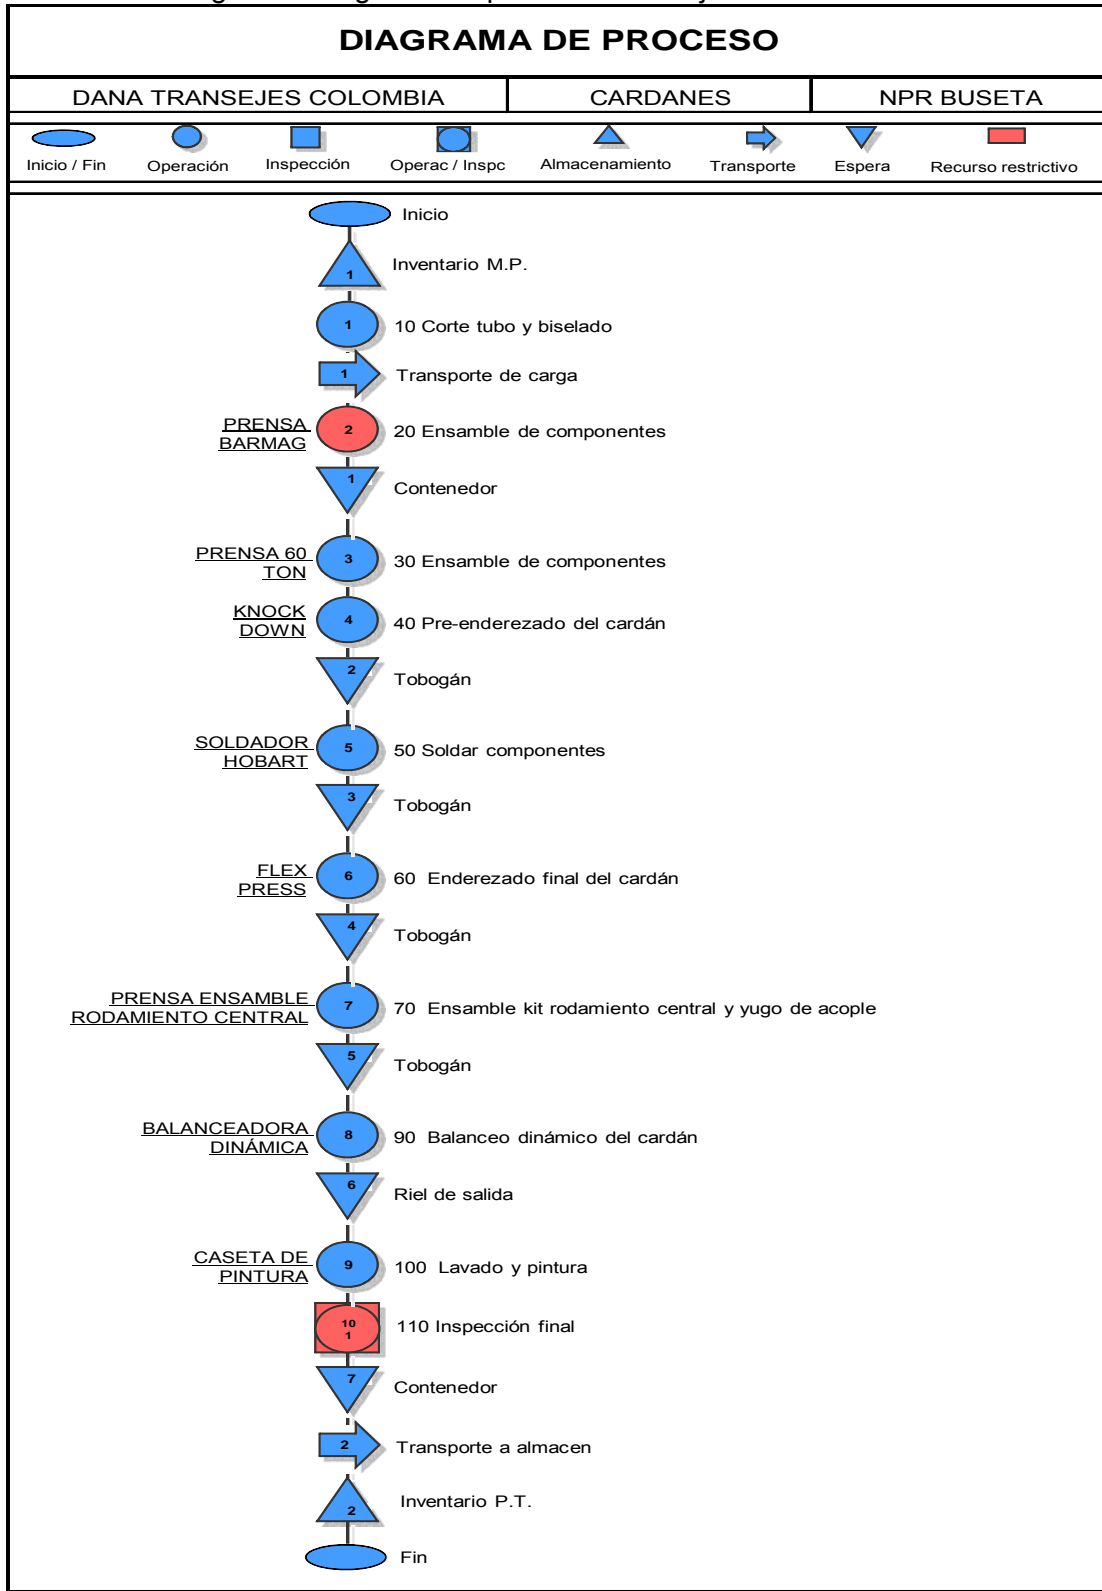 DIAGRAMA DE PROCESO
DANA TRANSEJES COLOMBIA
CARDANES
NPR BUSETA
Inicio / Fin
Operación
Inspección
Operac / Inspc
Almacenamiento
Transporte
Espera
Recurso restrictivo
Inicio
1
Inventario M.P.
1
10 Corte tubo y biselado
1
Transporte de carga
PRENSA
BARMAG
2
20 Ensamble de componentes
1
Contenedor
PRENSA 60
TON
3
30 Ensamble de componentes
KNOCK
DOWN
4
40 Pre-enderezado del cardán
2
Tobogán
SOLDADOR
HOBART
5
50 Soldar componentes
3
Tobogán
FLEX
PRESS
6
60 Enderezado final del cardán
4
Tobogán
PRENSA ENSAMBLE
RODAMIENTO CENTRAL
7
70 Ensamble kit rodamiento central y yugo de acople
5
Tobogán
BALANCEADORA
DINÁMICA
8
90 Balanceo dinámico del cardán
6
Riel de salida
CASETA DE
PINTURA
9
100 Lavado y pintura
10
1
110 Inspección final
7
Contenedor
2
Transporte a almacen
2
Inventario P.T.
Fin